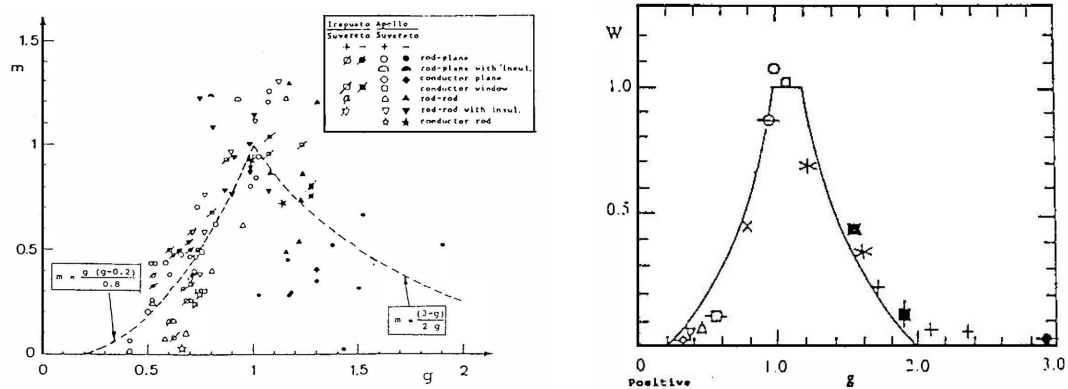 1.5
m
1
0.5
0
0
0.5
1
1.5
2
g
Irapuato Apollo
Suvereto Suvereto
+ − + −
rod-plane
rod-plane with insul.
conductor plane
conductor window
rod-rod
rod-rod with insul.
conductor rod
m = g (g-0.2)
0.8
m = (3-g)
2 g
W
1.0
0.5
0
1.0
2.0
3.0
Positive
g